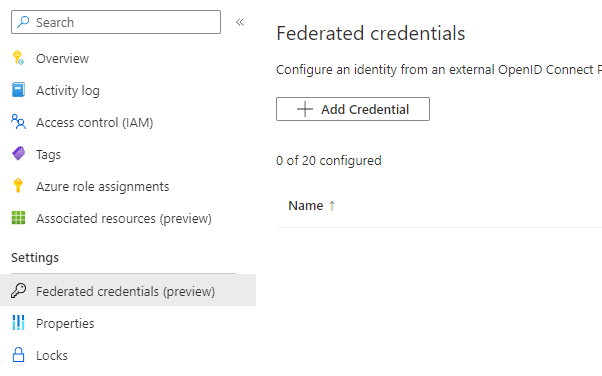 Search
Overview
Activity log
Access control (IAM)
Tags
Azure role assignments
Associated resources (preview)
Settings
Federated credentials (preview)
Properties
Locks
Federated credentials
Configure an identity from an external OpenID Connect
Add Credential
0 of 20 configured
Name ↑